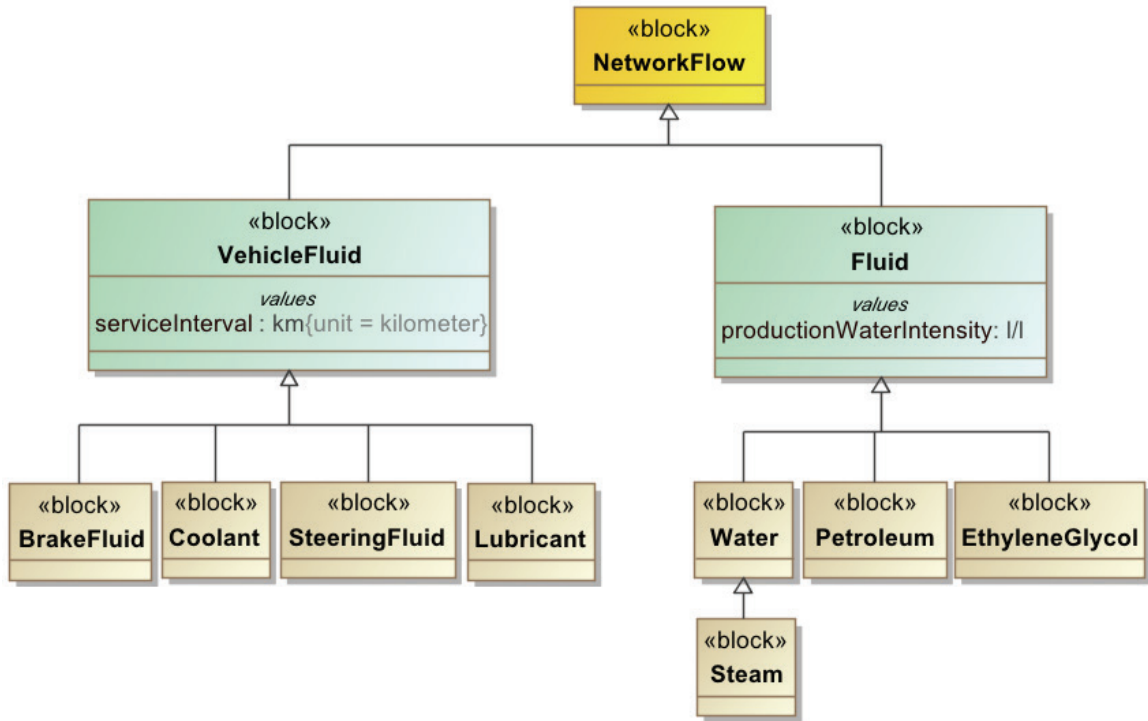 «block»
NetworkFlow
«block»
VehicleFluid
values
serviceInterval : km{unit = kilometer}
«block»
Fluid
values
productionWaterIntensity: l/l
«block»
BrakeFluid
«block»
Coolant
«block»
SteeringFluid
«block»
Lubricant
«block»
Water
«block»
Petroleum
«block»
EthyleneGlycol
«block»
Steam